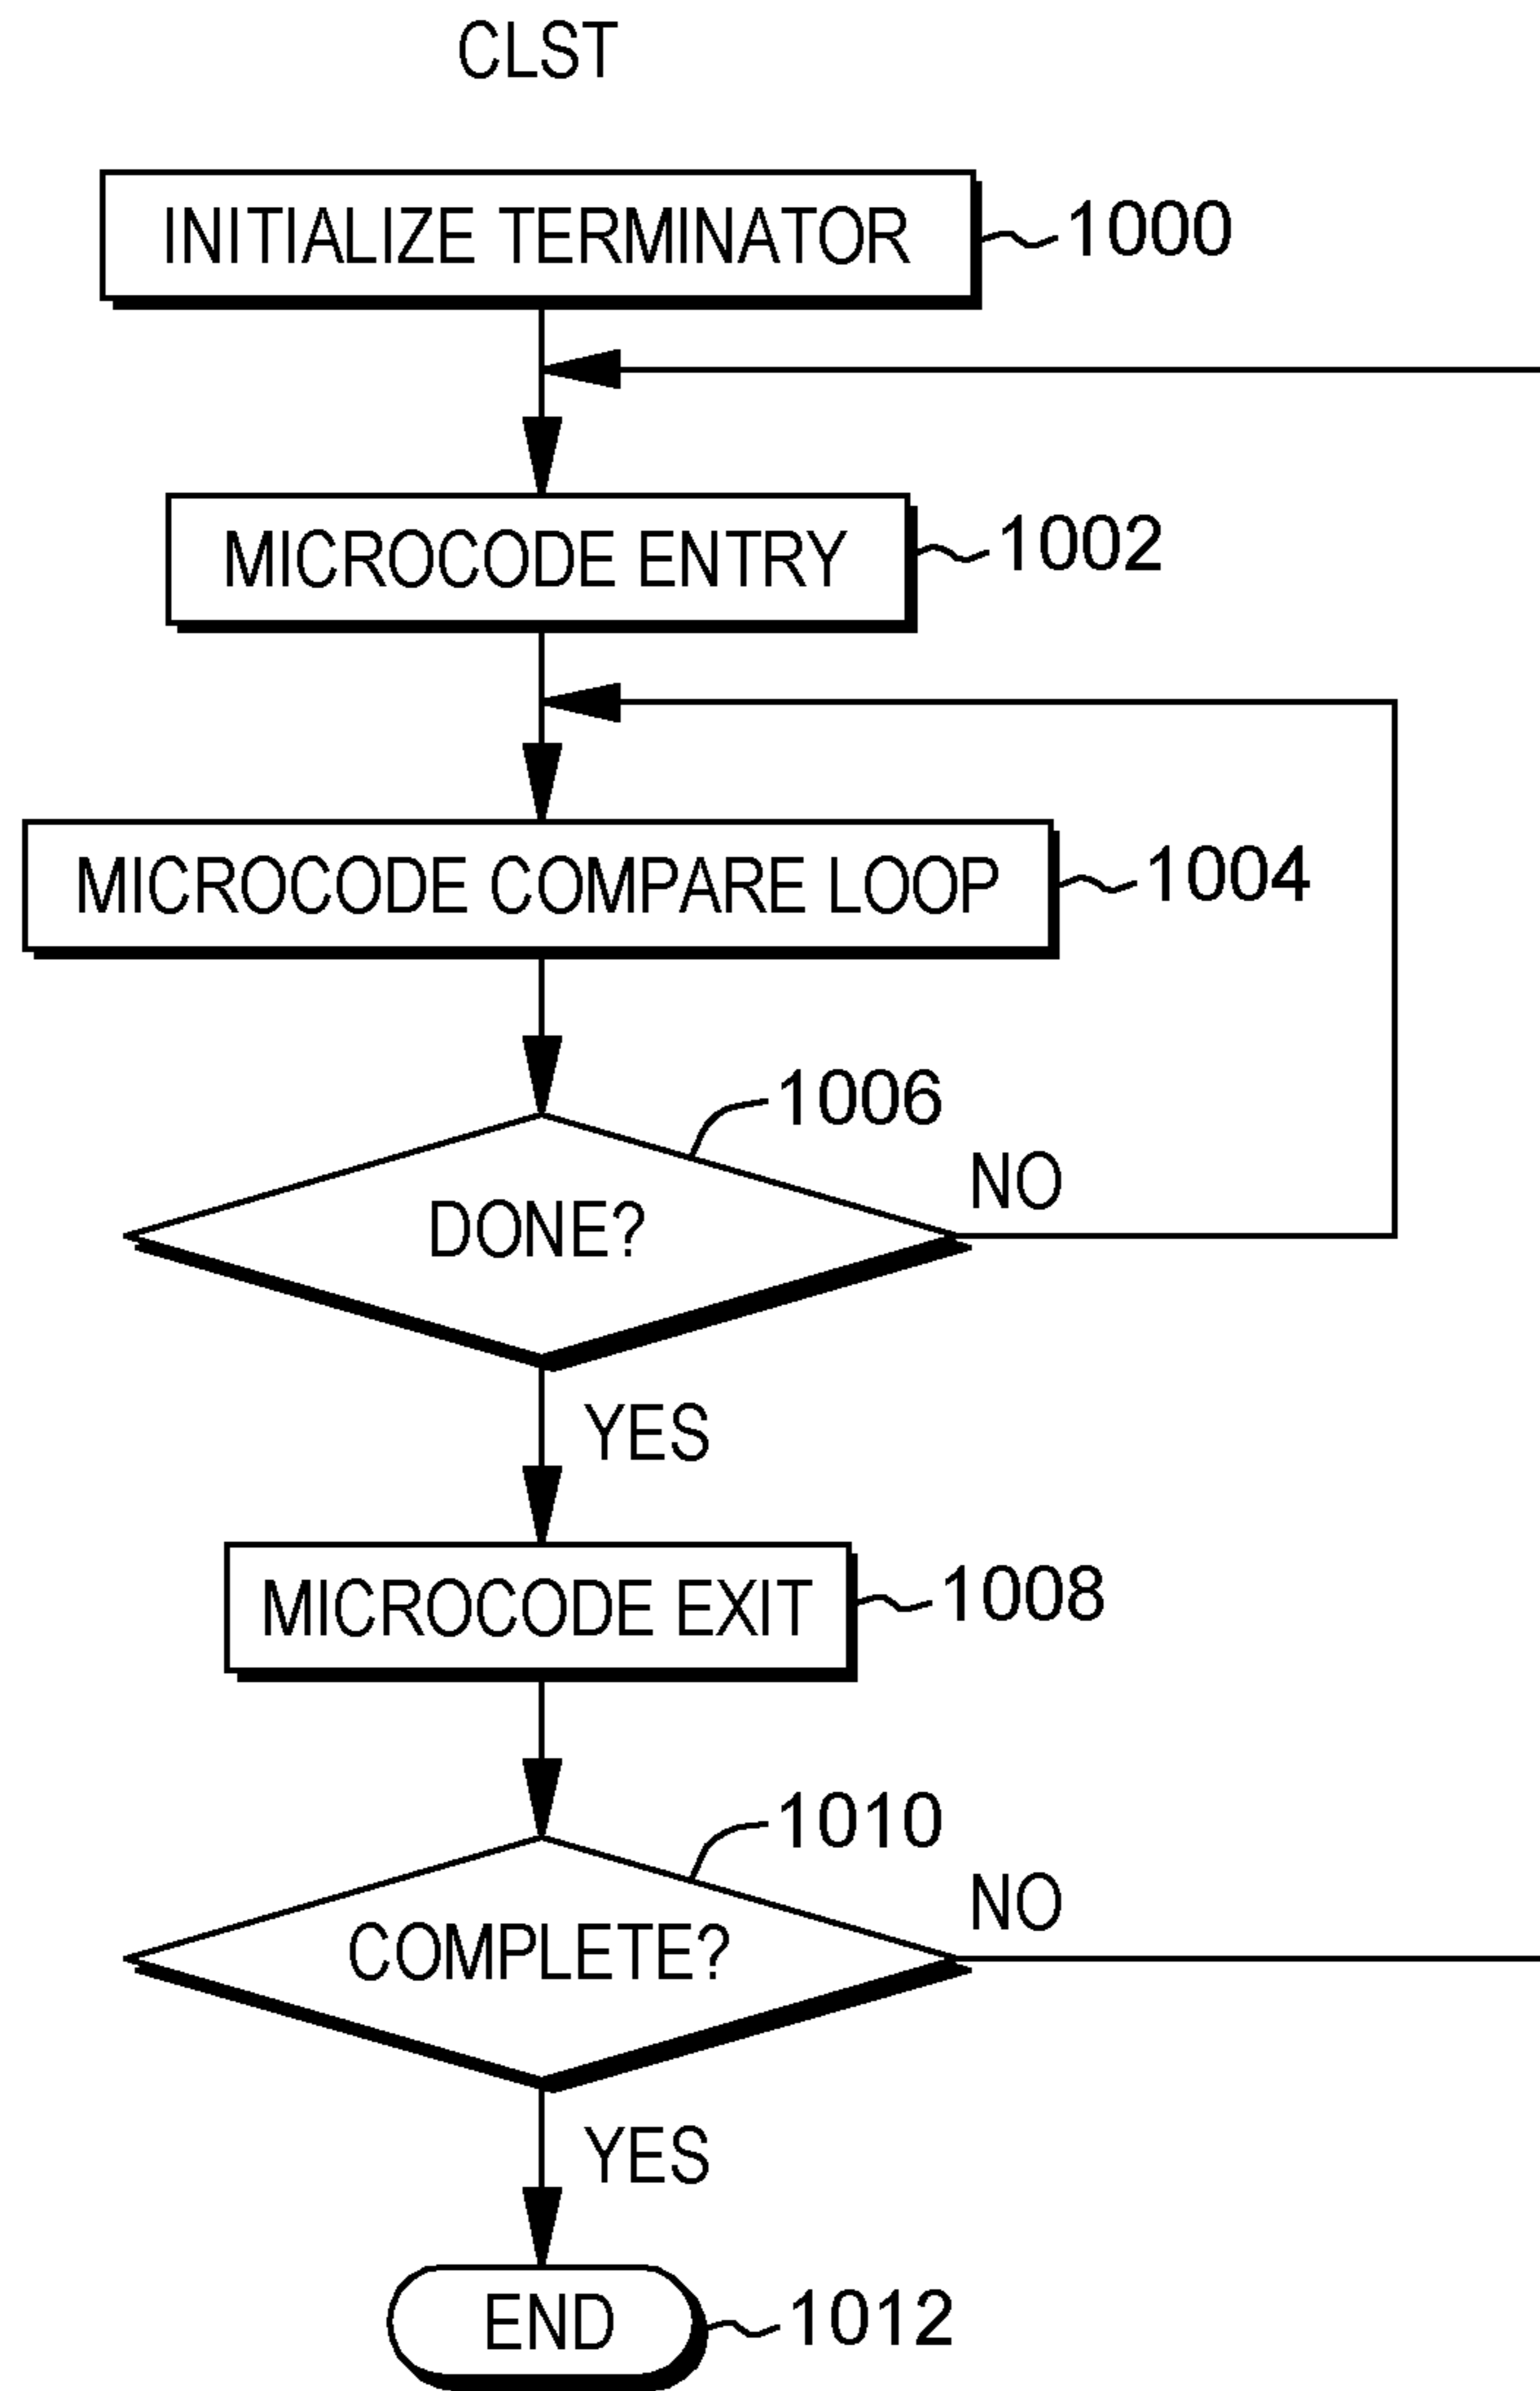 CLST
INITIALIZE TERMINATOR
1000
MICROCODE ENTRY
1002
MICROCODE COMPARE LOOP
1004
1006
DONE?
NO
YES
MICROCODE EXIT
1008
1010
COMPLETE?
NO
YES
END
1012